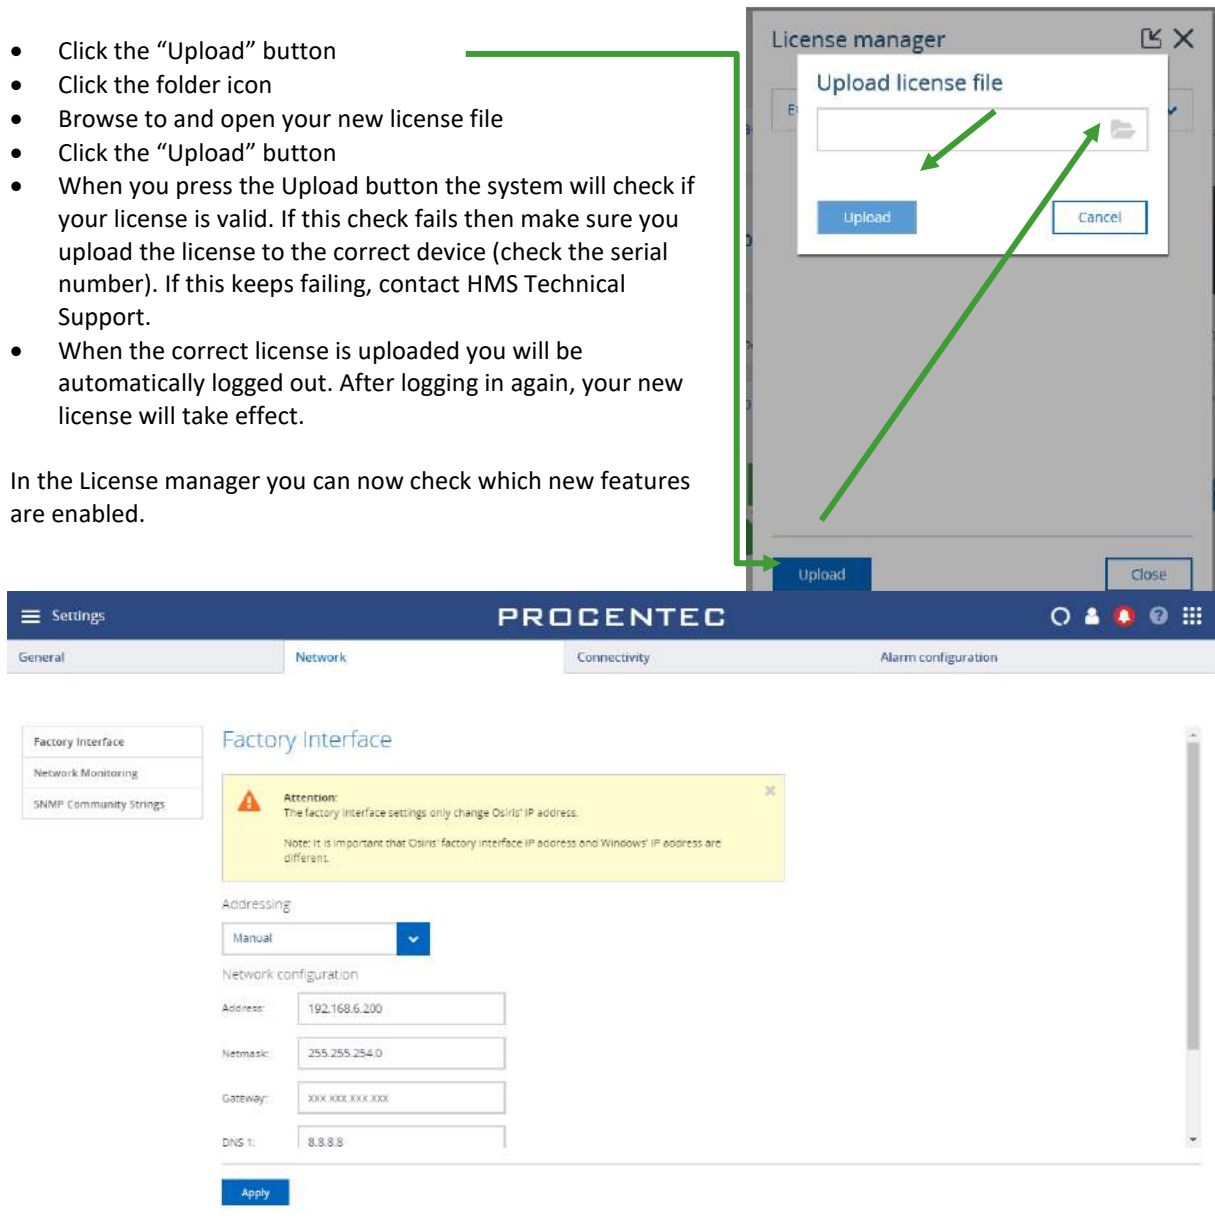 • Click the “Upload” button
• Click the folder icon
• Browse to and open your new license file
• Click the “Upload” button
• When you press the Upload button the system will check if
your license is valid. If this check fails then make sure you
upload the license to the correct device (check the serial
number). If this keeps failing, contact HMS Technical
Support.
• When the correct license is uploaded you will be
automatically logged out. After logging in again, your new
license will take effect.
In the License manager you can now check which new features
are enabled.
License manager
Upload license file
Upload Cancel
Upload Close
Settings PROCENTEC
General Network Connectivity Alarm configuration
Factory Interface
Network Monitoring
SNMP Community Strings
Factory Interface
Attention:
The factory interface settings only change Osiris' IP address.
Note: It is important that Osiris' factory interface IP address and Windows' IP address are
different.
Addressing
Manual
Network configuration
Address: 192.168.6.200
Netmask: 255.255.254.0
Gateway: xxx.xxx.xxx.xxx
DNS 1: 8.8.8.8
Apply